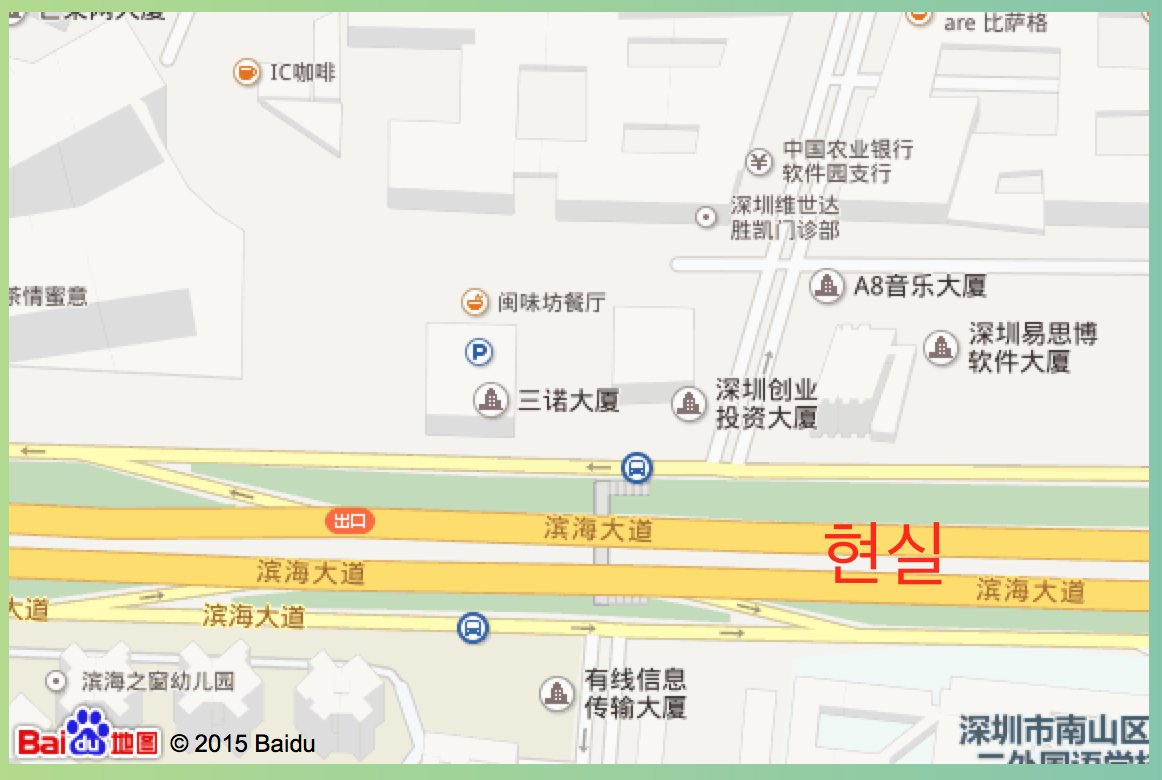 are 比萨格
IC咖啡
中国农业银行
软件园支行
深圳维世达
胜凯门诊部
A8音乐大厦
茶情蜜意
闽味坊餐厅
P
深圳易思博
软件大厦
三诺大厦
深圳创业
投资大厦
出口
滨海大道
현실
滨海大道
滨海大道
大道
滨海大道
滨海之窗幼儿园
有线信息
传输大厦
深圳市南山区
二外国语学校
Bai du 地图 © 2015 Baidu